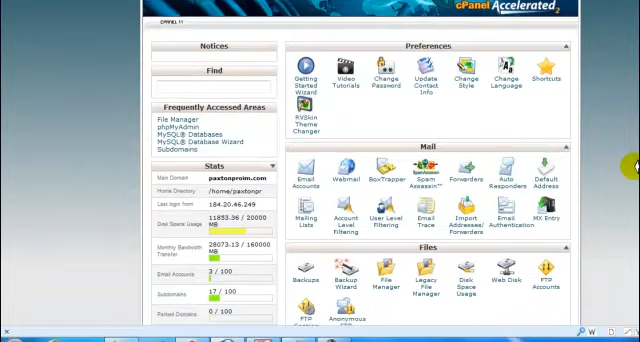 cPanel Accelerated 2
CPANEL 11
Notices
Find
Frequently Accessed Areas
File Manager
phpMyAdmin
MySQL® Databases
MySQL® Database Wizard
Subdomains
Stats
Main Domain paxtonproim.com
Home Directory /home/paxtonpr
Last login from 184.20.46.249
Disk Space Usage 11853.36 / 20000 MB
Monthly Bandwidth Transfer 28073.13 / 160000 MB
Email Accounts 3 / 100
Subdomains 17 / 100
Parked Domains 0 / 100
Preferences
Getting Started Wizard
Video Tutorials
Change Password
Update Contact Info
Change Style
Change Language
Shortcuts
RVSkin Theme Changer
Mail
Email Accounts
Webmail
BoxTrapper
Spam Assassin™
Forwarders
Auto Responders
Default Address
Mailing Lists
Account Level Filtering
User Level Filtering
Email Trace
Import Addresses/ Forwarders
Email Authentication
MX Entry
Files
Backups
Backup Wizard
File Manager
Legacy File Manager
Disk Space Usage
Web Disk
FTP Accounts
FTP
Anonymous